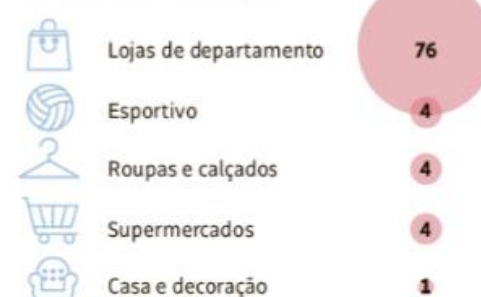 Lojas de departamento 76
Esportivo 4
Roupas e calçados 4
Supermercados 4
Casa e decoração 1